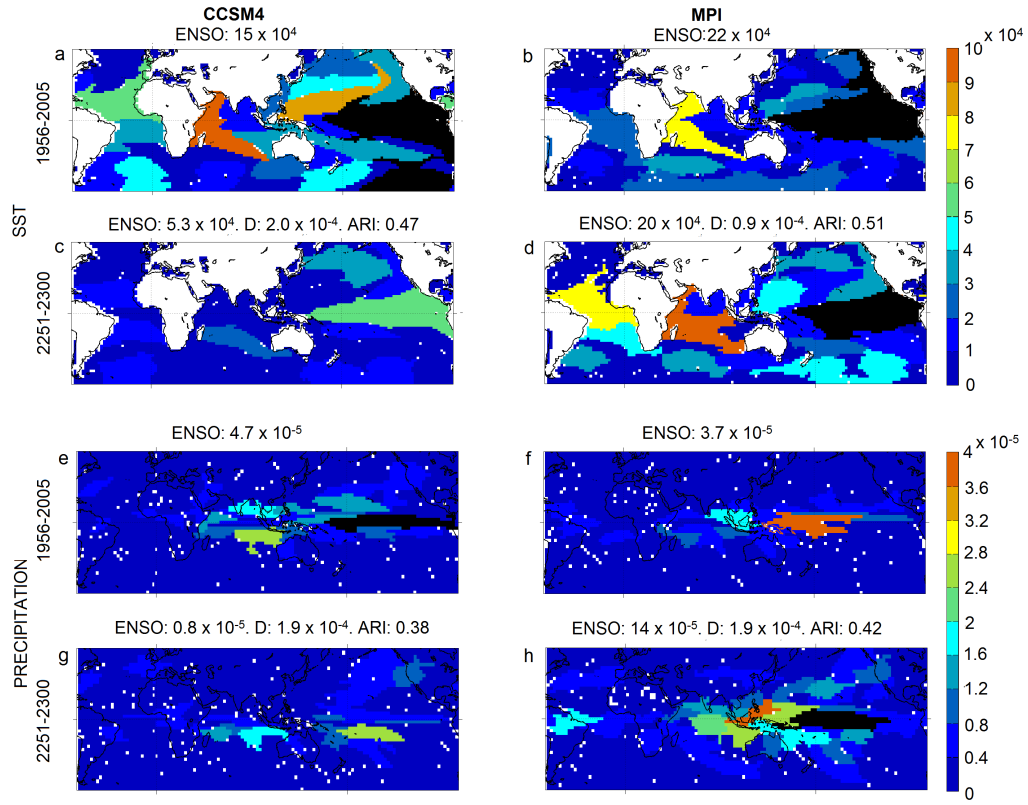 CCSM4
MPI
ENSO: 15 x 10⁴
ENSO:22 x 10⁴
x 10⁴
a
b
1956-2005
10
9
8
7
6
5
4
3
2
1
0
SST
ENSO: 5.3 x 10⁴. D: 2.0 x 10⁻⁴. ARI: 0.47
ENSO: 20 x 10⁴. D: 0.9 x 10⁻⁴. ARI: 0.51
c
d
2251-2300
ENSO: 4.7 x 10⁻⁵
ENSO: 3.7 x 10⁻⁵
x 10⁻⁵
e
f
1956-2005
4
3.6
3.2
2.8
2.4
2
1.6
1.2
0.8
0.4
0
PRECIPITATION
ENSO: 0.8 x 10⁻⁵. D: 1.9 x 10⁻⁴. ARI: 0.38
ENSO: 14 x 10⁻⁵. D: 1.9 x 10⁻⁴. ARI: 0.42
g
h
2251-2300